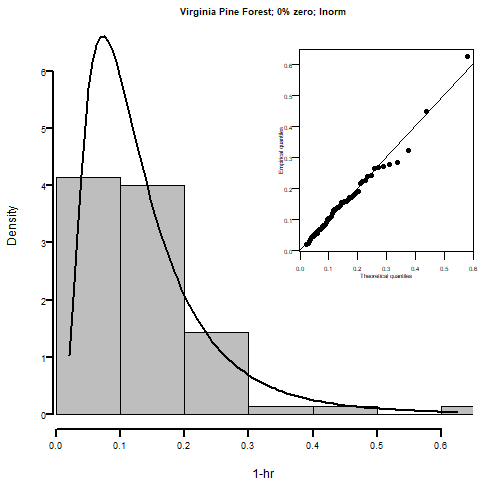 Virginia Pine Forest; 0% zero; lnorm
Density
0
1
2
3
4
5
6
0.0 0.1 0.2 0.3 0.4 0.5 0.6
1-hr
Empirical quantiles
0.0
0.1
0.2
0.3
0.4
0.5
0.6
0.0 0.1 0.2 0.3 0.4 0.5 0.6
Theoretical quantiles